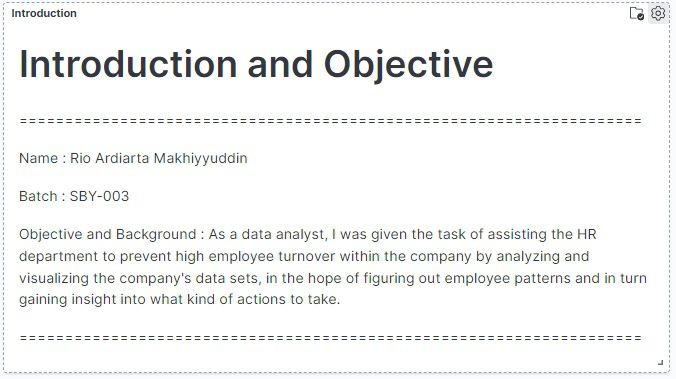 Introduction
Introduction and Objective
====================================================================
Name : Rio Ardiarta Makhiyyuddin
Batch : SBY-003
Objective and Background : As a data analyst, I was given the task of assisting the HR
department to prevent high employee turnover within the company by analyzing and
visualizing the company's data sets, in the hope of figuring out employee patterns and in turn
gaining insight into what kind of actions to take.
====================================================================